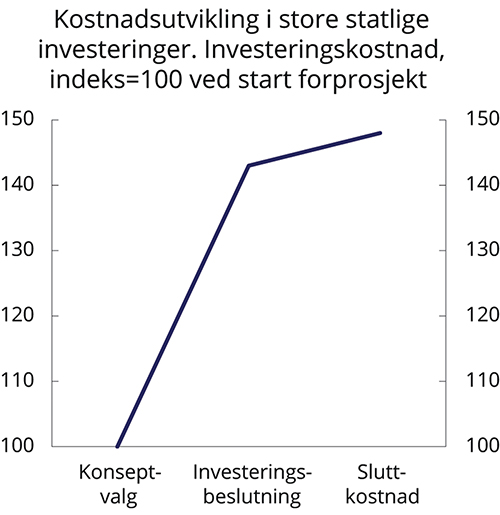 Kostnadsutvikling i store statlige
investeringer. Investeringskostnad,
indeks=100 ved start forprosjekt
150 150
140 140
130 130
120 120
110 110
100 100
Konsept- Investerings- Slutt-
valg beslutning kostnad